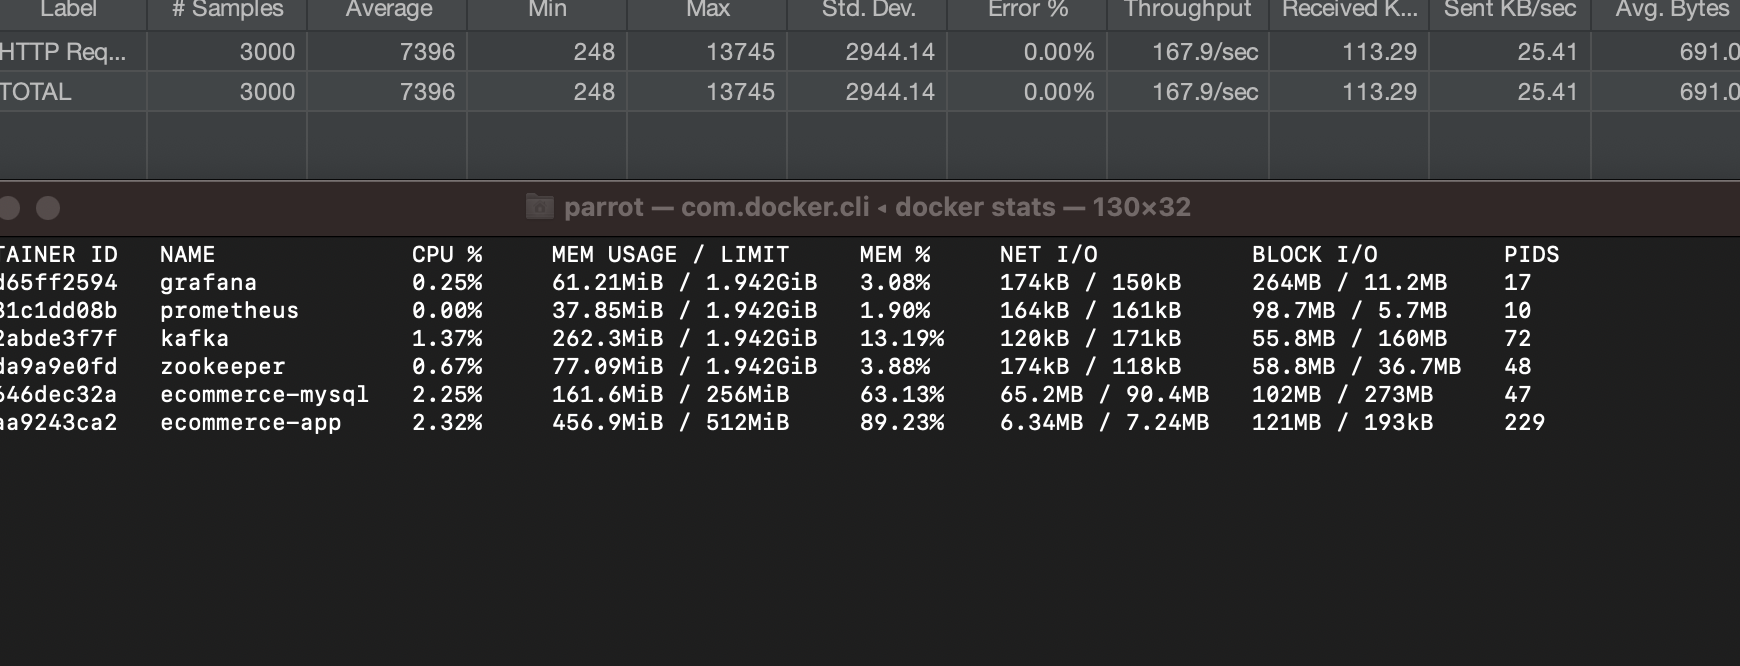 Label # Samples Average Min Max Std. Dev. Error % Throughput Received K... Sent KB/sec Avg. Bytes
HTTP Req... 3000 7396 248 13745 2944.14 0.00% 167.9/sec 113.29 25.41 691.0
TOTAL 3000 7396 248 13745 2944.14 0.00% 167.9/sec 113.29 25.41 691.0
parrot — com.docker.cli ◂ docker stats — 130×32
TAINER ID NAME CPU % MEM USAGE / LIMIT MEM % NET I/O BLOCK I/O PIDS
d65ff2594 grafana 0.25% 61.21MiB / 1.942GiB 3.08% 174kB / 150kB 264MB / 11.2MB 17
31c1dd08b prometheus 0.00% 37.85MiB / 1.942GiB 1.90% 164kB / 161kB 98.7MB / 5.7MB 10
2abde3f7f kafka 1.37% 262.3MiB / 1.942GiB 13.19% 120kB / 171kB 55.8MB / 160MB 72
da9a9e0fd zookeeper 0.67% 77.09MiB / 1.942GiB 3.88% 174kB / 118kB 58.8MB / 36.7MB 48
646dec32a ecommerce-mysql 2.25% 161.6MiB / 256MiB 63.13% 65.2MB / 90.4MB 102MB / 273MB 47
aa9243ca2 ecommerce-app 2.32% 456.9MiB / 512MiB 89.23% 6.34MB / 7.24MB 121MB / 193kB 229